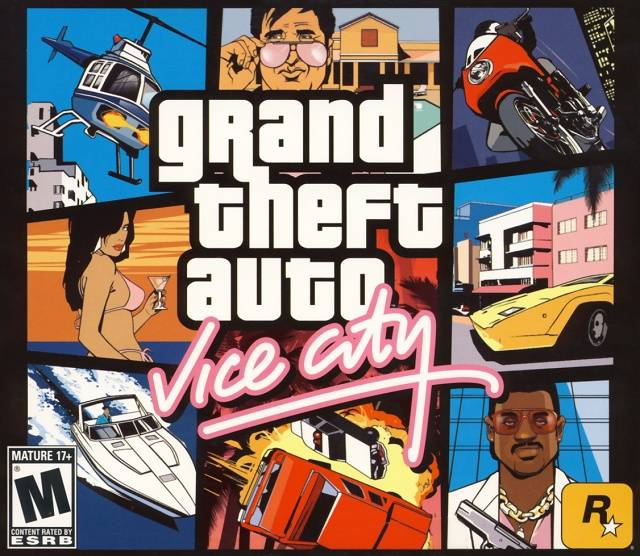 grand
theft
auto
Vice City
MATURE 17+
M
®
CONTENT RATED BY
ESRB
R